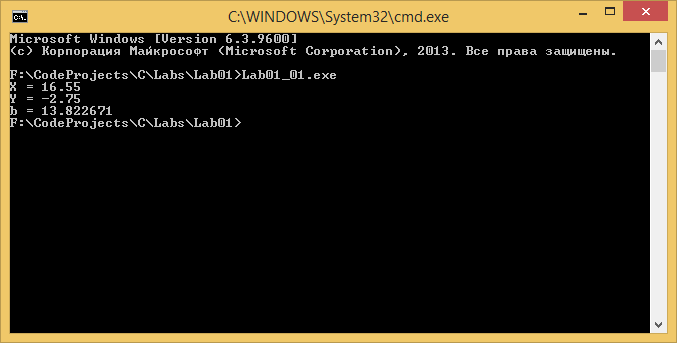 C:\WINDOWS\System32\cmd.exe
Microsoft Windows [Version 6.3.9600]
(c) Корпорация Майкрософт (Microsoft Corporation), 2013. Все права защищены.
F:\CodeProjects\C\Labs\Lab01>Lab01_01.exe
X = 16.55
Y = -2.75
b = 13.822671
F:\CodeProjects\C\Labs\Lab01>